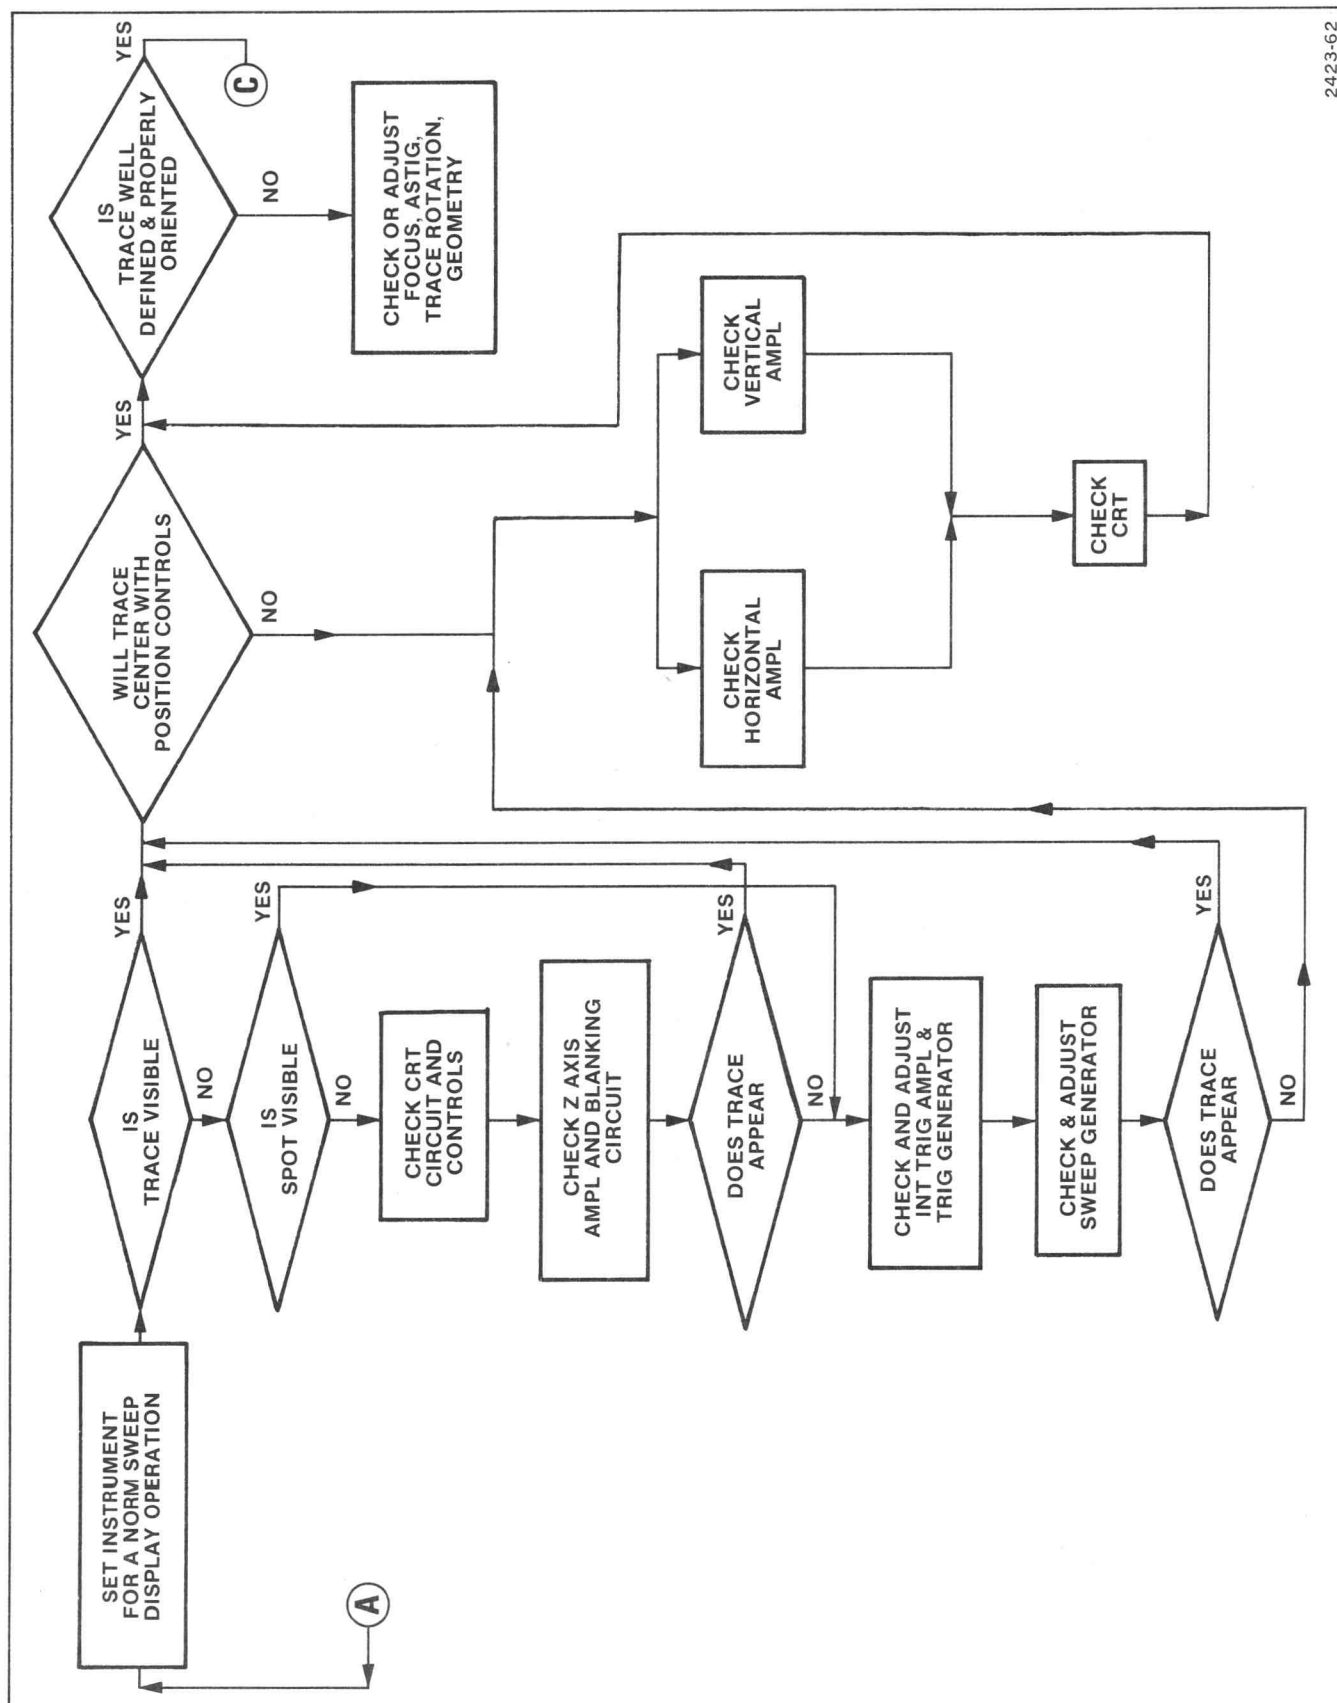 A
SET INSTRUMENT
FOR A NORM SWEEP
DISPLAY OPERATION
IS
TRACE VISIBLE
YES
NO
IS
SPOT VISIBLE
YES
NO
CHECK CRT
CIRCUIT AND
CONTROLS
CHECK Z AXIS
AMPL AND BLANKING
CIRCUIT
DOES TRACE
APPEAR
YES
NO
CHECK AND ADJUST
INT TRIG AMPL &
TRIG GENERATOR
CHECK & ADJUST
SWEEP GENERATOR
DOES TRACE
APPEAR
YES
NO
WILL TRACE
CENTER WITH
POSITION CONTROLS
YES
NO
CHECK
HORIZONTAL
AMPL
CHECK
VERTICAL
AMPL
CHECK
CRT
IS
TRACE WELL
DEFINED & PROPERLY
ORIENTED
YES
C
NO
CHECK OR ADJUST
FOCUS, ASTIG,
TRACE ROTATION,
GEOMETRY
2423-62